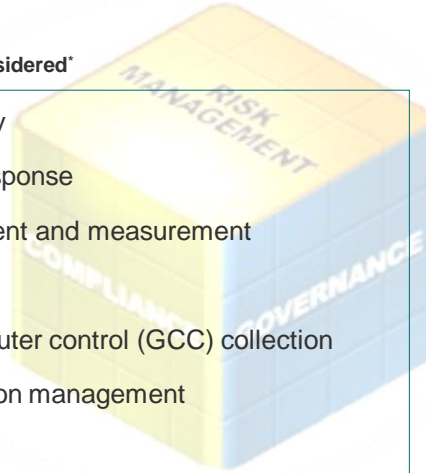 sidered*
RISK
MANAGEMENT
y
sponse
ent and measurement
COMPLIANCE
GOVERNANCE
uter control (GCC) collection
on management